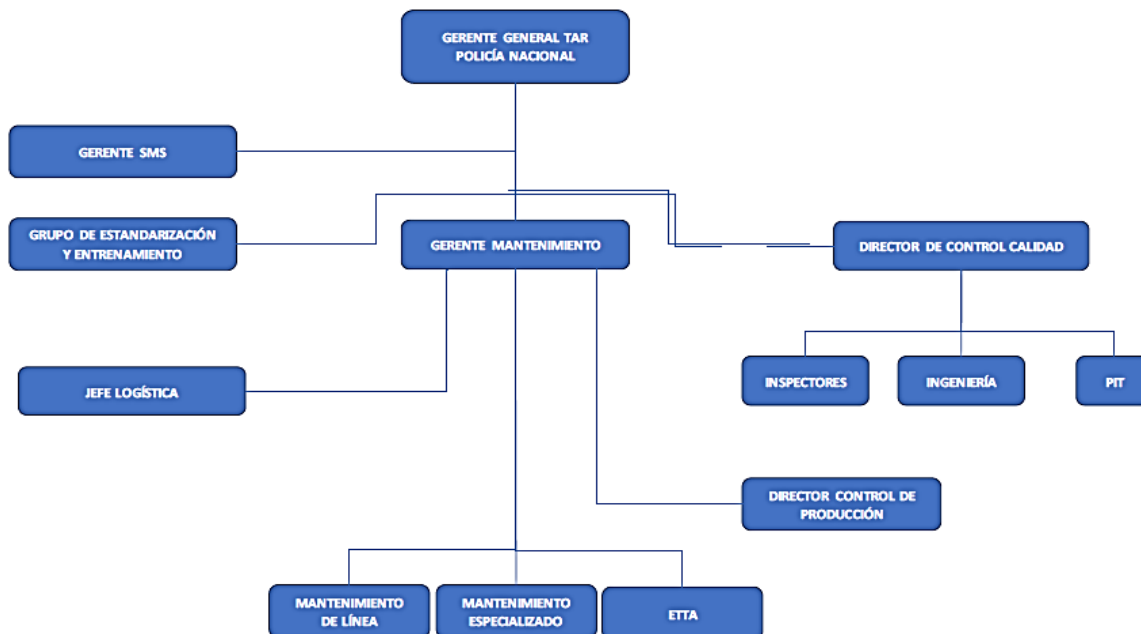 GERENTE GENERAL TAR
POLICÍA NACIONAL
GERENTE SMS
GRUPO DE ESTANDARIZACIÓN
Y ENTRENAMIENTO
GERENTE MANTENIMIENTO
DIRECTOR DE CONTROL CALIDAD
JEFE LOGÍSTICA
INSPECTORES
INGENIERÍA
PIT
DIRECTOR CONTROL DE
PRODUCCIÓN
MANTENIMIENTO
DE LÍNEA
MANTENIMIENTO
ESPECIALIZADO
ETTA